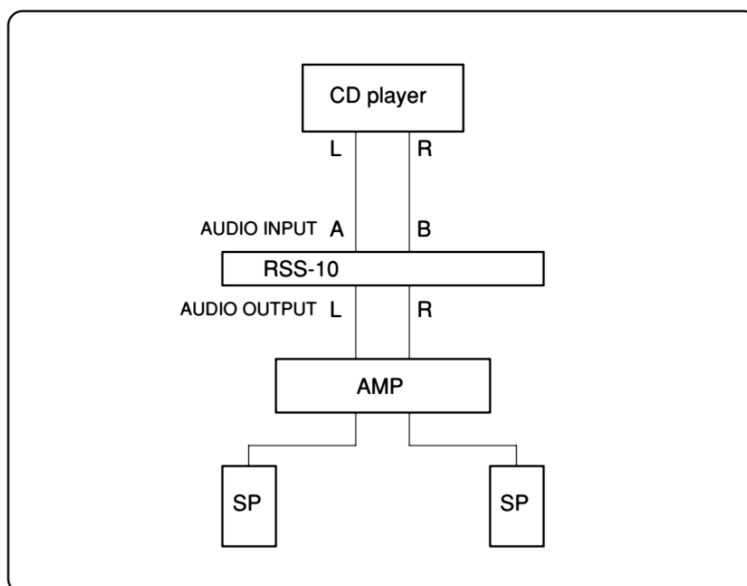 CD player
L R
AUDIO INPUT A B
RSS-10
AUDIO OUTPUT L R
AMP
SP SP